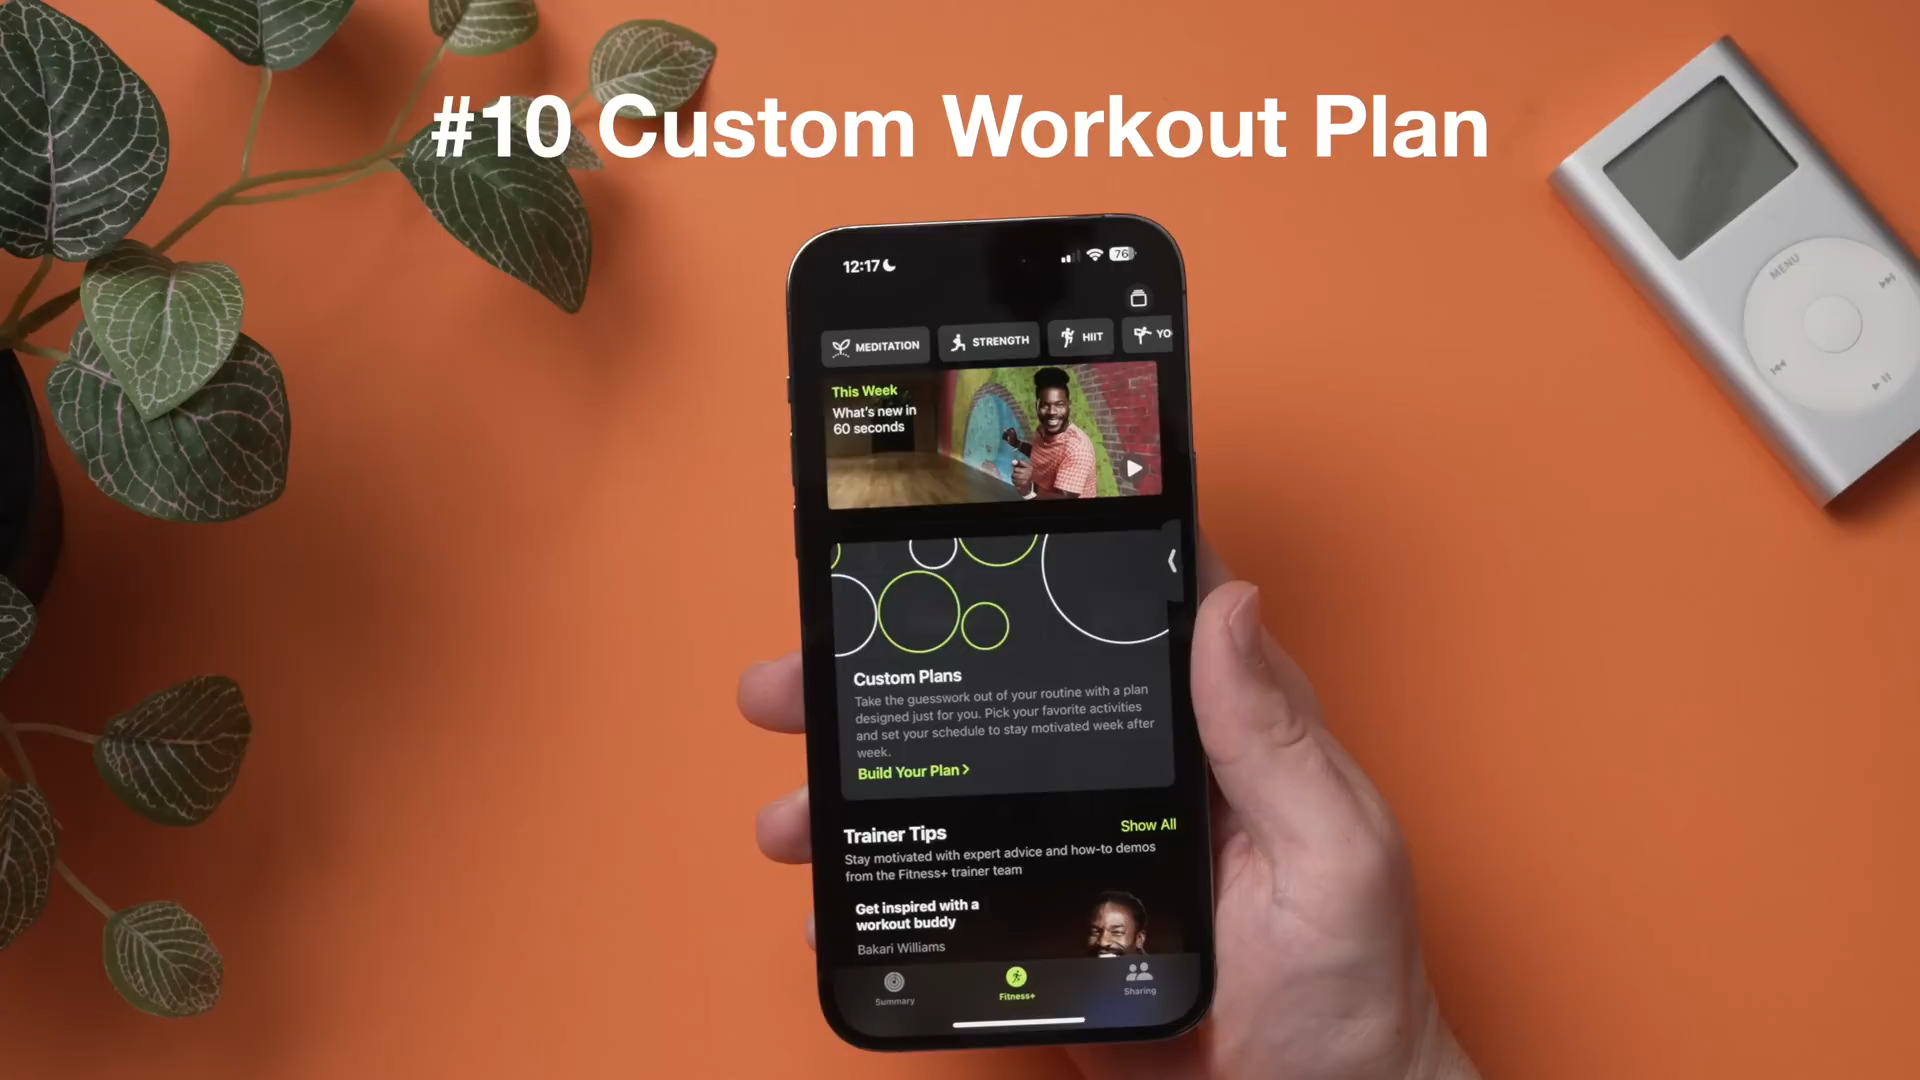 #10 Custom Workout Plan
12:17
76
MEDITATION
STRENGTH
HIIT
YO
This Week
What's new in
60 seconds
Custom Plans
Take the guesswork out of your routine with a plan
designed just for you. Pick your favorite activities
and set your schedule to stay motivated week after
week.
Build Your Plan
Trainer Tips
Show All
Stay motivated with expert advice and how-to demos
from the Fitness+ trainer team
Get inspired with a
workout buddy
Bakari Williams
Summary
Fitness+
Sharing
MENU